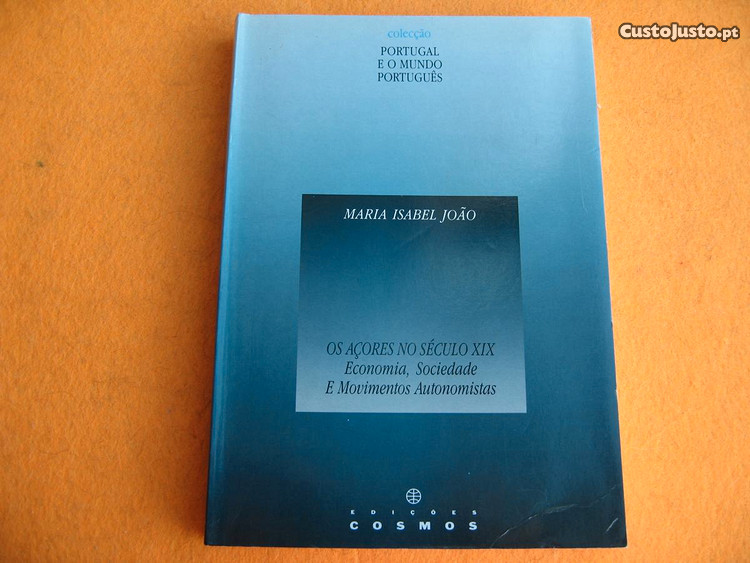 CustoJusto.pt
colecção
PORTUGAL
E O MUNDO
PORTUGUÊS
MARIA ISABEL JOÃO
OS AÇORES NO SÉCULO XIX
Economia, Sociedade
E Movimentos Autonomistas
EDIÇÕES
COSMOS